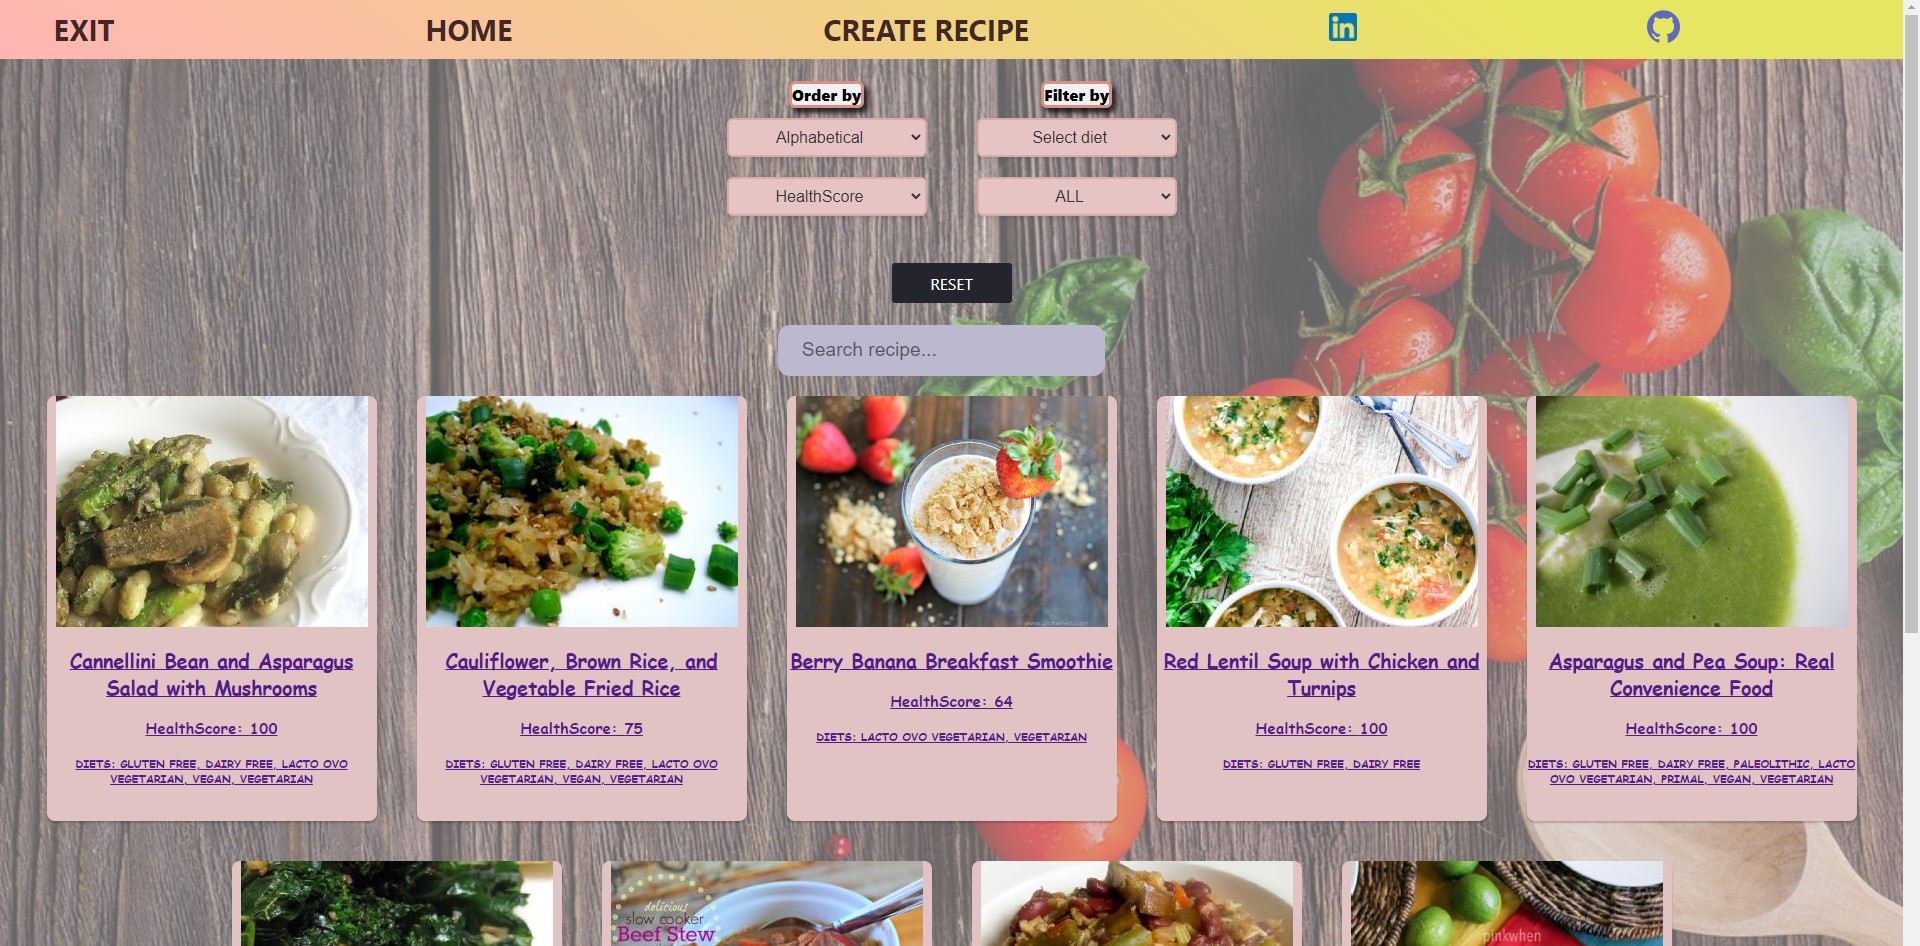 EXIT
HOME
CREATE RECIPE
in
Order by
Filter by
Alphabetical
Select diet
HealthScore
ALL
RESET
Search recipe...
www.pinkwhen.com
Cannellini Bean and Asparagus
Salad with Mushrooms
HealthScore: 100
DIETS: GLUTEN FREE, DAIRY FREE, LACTO OVO
VEGETARIAN, VEGAN, VEGETARIAN
Cauliflower, Brown Rice, and
Vegetable Fried Rice
HealthScore: 75
DIETS: GLUTEN FREE, DAIRY FREE, LACTO OVO
VEGETARIAN, VEGAN, VEGETARIAN
Berry Banana Breakfast Smoothie
HealthScore: 64
DIETS: LACTO OVO VEGETARIAN, VEGETARIAN
Red Lentil Soup with Chicken and
Turnips
HealthScore: 100
DIETS: GLUTEN FREE, DAIRY FREE
Asparagus and Pea Soup: Real
Convenience Food
HealthScore: 100
DIETS: GLUTEN FREE, DAIRY FREE, PALEOLITHIC, LACTO
OVO VEGETARIAN, PRIMAL, VEGAN, VEGETARIAN
delicious
slow cooker
Beef Stew
pinkwhen